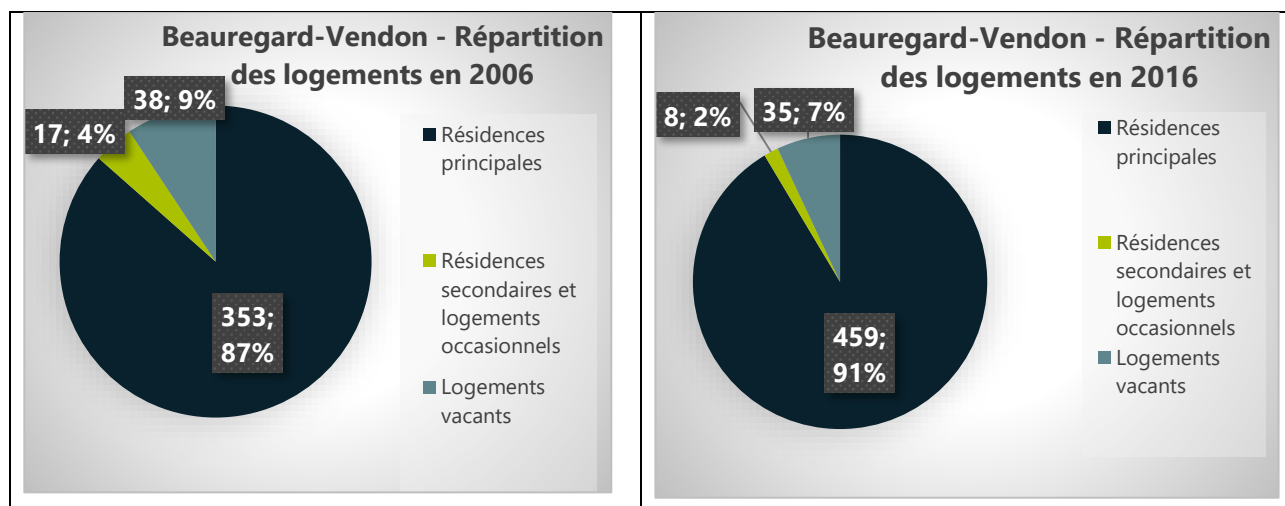 Beauregard-Vendon - Répartition
des logements en 2006
38; 9%
17; 4%
353;
87%
Résidences
principales
Résidences
secondaires et
logements
occasionnels
Logements
vacants
Beauregard-Vendon - Répartition
des logements en 2016
8; 2%
35; 7%
459;
91%
Résidences
principales
Résidences
secondaires et
logements
occasionnels
Logements
vacants